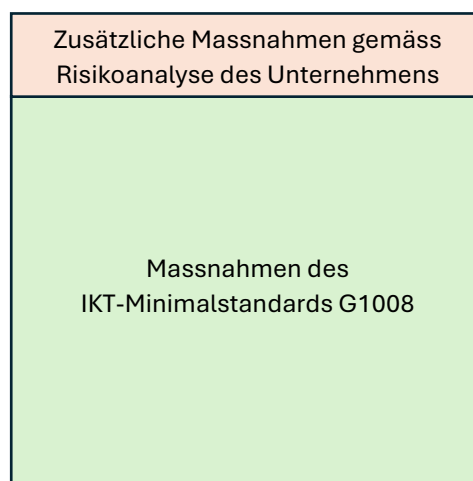 Zusätzliche Massnahmen gemäss
Risikoanalyse des Unternehmens
Massnahmen des
IKT-Minimalstandards G1008